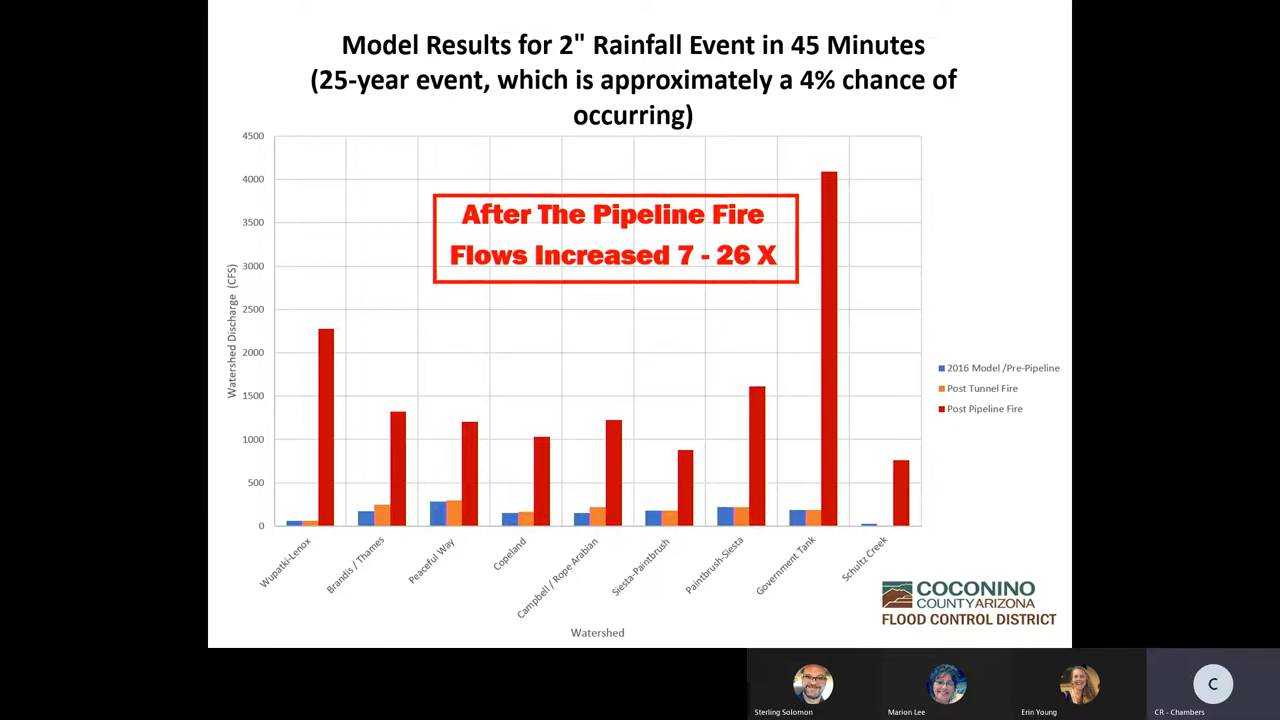 Model Results for 2" Rainfall Event in 45 Minutes
(25-year event, which is approximately a 4% chance of
occurring)
4500
4000
3500
3000
2500
2000
1500
1000
500
0
Watershed Discharge (CFS)
After The Pipeline Fire
Flows Increased 7 - 26 X
2016 Model /Pre-Pipeline
Post Tunnel Fire
Post Pipeline Fire
Wupatki-Lenox
Brandis / Thames
Peaceful Way
Copeland
Campbell / Rope Arabian
Siesta-Paintbrush
Paintbrush-Siesta
Government Tank
Schultz Creek
Watershed
COCONINO
COUNTY ARIZONA
FLOOD CONTROL DISTRICT
C
Sterling Solomon
Marion Lee
Erin Young
CR - Chambers